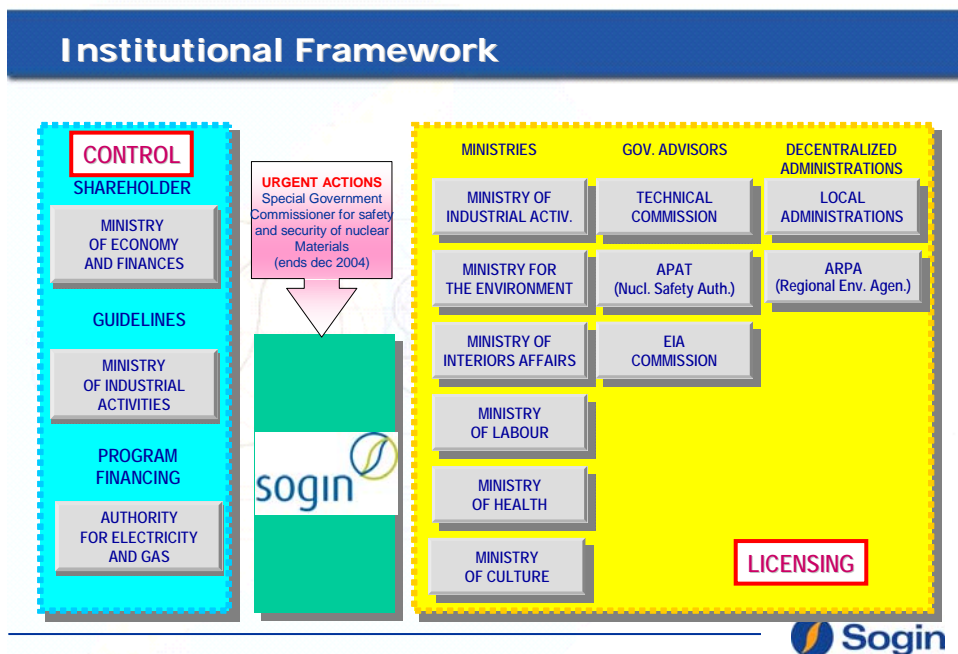 Institutional Framework
CONTROL
SHAREHOLDER
MINISTRY
OF ECONOMY
AND FINANCES
GUIDELINES
MINISTRY
OF INDUSTRIAL
ACTIVITIES
PROGRAM
FINANCING
AUTHORITY
FOR ELECTRICITY
AND GAS
URGENT ACTIONS
Special Government
Commissioner for safety
and security of nuclear
Materials
(ends dec 2004)
sogin
MINISTRIES
MINISTRY OF
INDUSTRIAL ACTIV.
MINISTRY FOR
THE ENVIRONMENT
MINISTRY OF
INTERIORS AFFAIRS
MINISTRY
OF LABOUR
MINISTRY
OF HEALTH
MINISTRY
OF CULTURE
GOV. ADVISORS
TECHNICAL
COMMISSION
APAT
(Nucl. Safety Auth.)
EIA
COMMISSION
DECENTRALIZED
ADMINISTRATIONS
LOCAL
ADMINISTRATIONS
ARPA
(Regional Env. Agen.)
LICENSING
Sogin